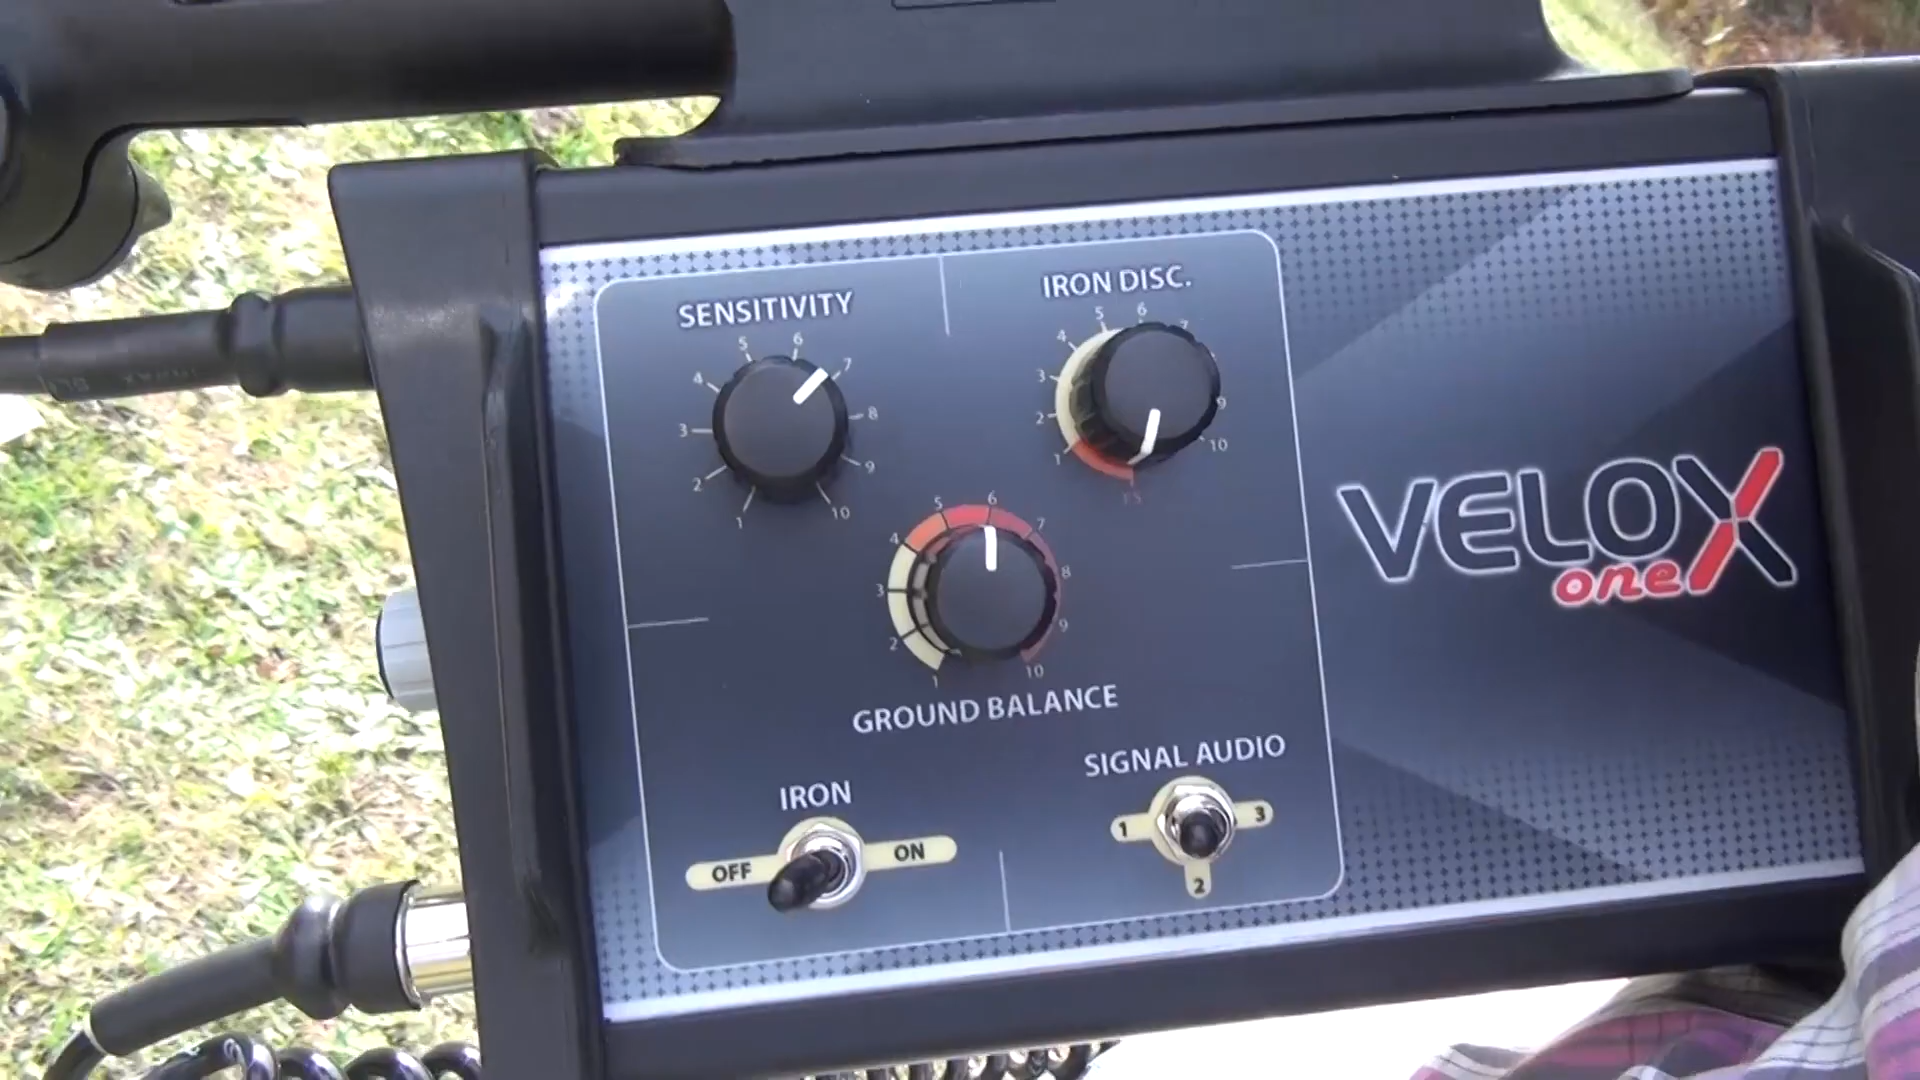 SENSITIVITY
1 2 3 4 5 6 7 8 9 10
IRON DISC.
1 2 3 4 5 6 7 9 10
FS
GROUND BALANCE
1 2 3 4 5 6 7 8 9 10
VELOX
one
IRON
OFF ON
SIGNAL AUDIO
1 2 3